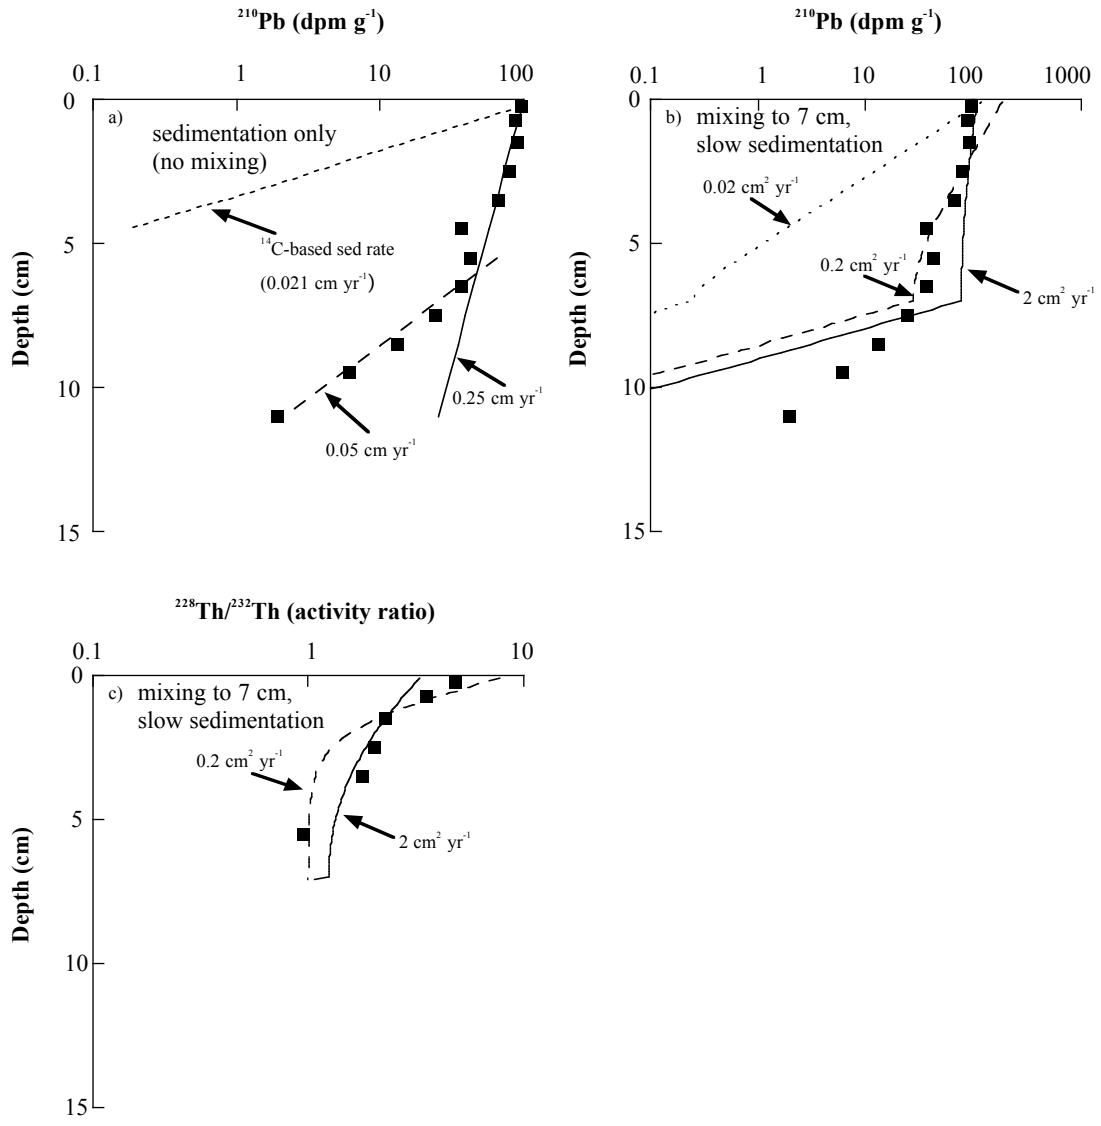 ²¹⁰Pb (dpm g⁻¹)
0.1 1 10 100
0
5
10
15
Depth (cm)
a) sedimentation only
(no mixing)
¹⁴C-based sed rate
(0.021 cm yr⁻¹)
0.25 cm yr⁻¹
0.05 cm yr⁻¹
²¹⁰Pb (dpm g⁻¹)
0.1 1 10 100 1000
0
5
10
15
Depth (cm)
b) mixing to 7 cm,
slow sedimentation
0.02 cm² yr⁻¹
0.2 cm² yr⁻¹
2 cm² yr⁻¹
²²⁸Th/²³²Th (activity ratio)
0.1 1 10
0
5
10
15
Depth (cm)
c) mixing to 7 cm,
slow sedimentation
0.2 cm² yr⁻¹
2 cm² yr⁻¹